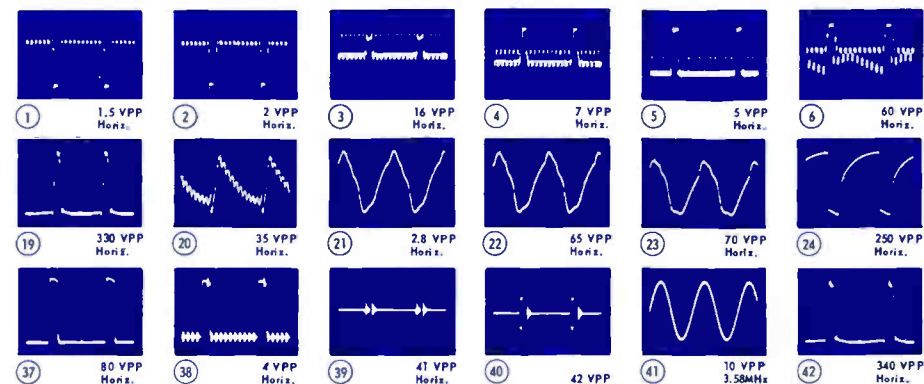 1 1.5 VPP
Horiz.
2 2 VPP
Horiz.
3 16 VPP
Horiz.
4 7 VPP
Horiz.
5 5 VPP
Horiz.
6 60 VPP
Horiz.
19 330 VPP
Horiz.
20 35 VPP
Horiz.
21 2.8 VPP
Horiz.
22 65 VPP
Horiz.
23 70 VPP
Horiz.
24 250 VPP
Horiz.
37 80 VPP
Horiz.
38 4 VPP
Horiz.
39 41 VPP
Horiz.
40 42 VPP
41 10 VPP
3.58MHz
42 340 VPP
Horiz.